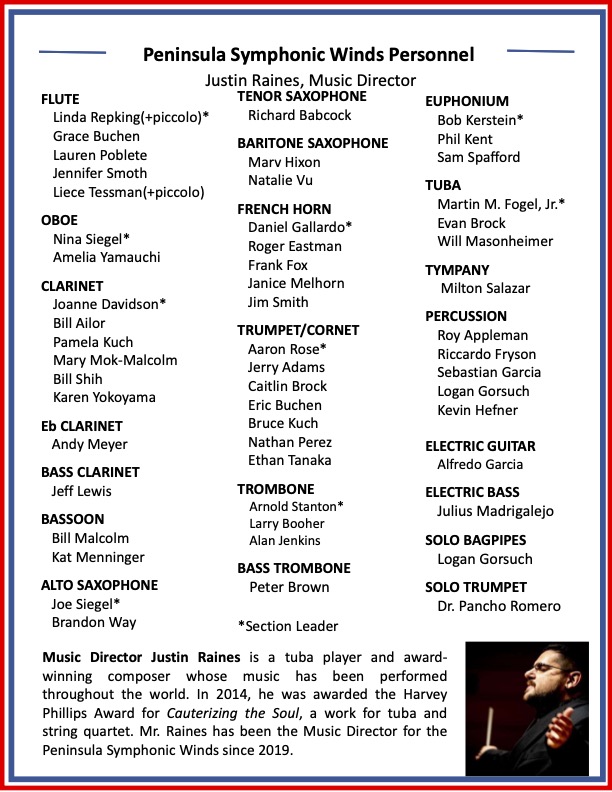 Peninsula Symphonic Winds Personnel
Justin Raines, Music Director
FLUTE
Linda Repking(+piccolo)*
Grace Buchen
Lauren Poblete
Jennifer Smoth
Liece Tessman(+piccolo)
OBOE
Nina Siegel*
Amelia Yamauchi
CLARINET
Joanne Davidson*
Bill Ailor
Pamela Kuch
Mary Mok-Malcolm
Bill Shih
Karen Yokoyama
Eb CLARINET
Andy Meyer
BASS CLARINET
Jeff Lewis
BASSOON
Bill Malcolm
Kat Menninger
ALTO SAXOPHONE
Joe Siegel*
Brandon Way
TENOR SAXOPHONE
Richard Babcock
BARITONE SAXOPHONE
Marv Hixon
Natalie Vu
FRENCH HORN
Daniel Gallardo*
Roger Eastman
Frank Fox
Janice Melhorn
Jim Smith
TRUMPET/CORNET
Aaron Rose*
Jerry Adams
Caitlin Brock
Eric Buchen
Bruce Kuch
Nathan Perez
Ethan Tanaka
TROMBONE
Arnold Stanton*
Larry Booher
Alan Jenkins
BASS TROMBONE
Peter Brown
*Section Leader
EUPHONIUM
Bob Kerstein*
Phil Kent
Sam Spafford
TUBA
Martin M. Fogel, Jr.*
Evan Brock
Will Masonheimer
TYMPANY
Milton Salazar
PERCUSSION
Roy Appleman
Riccardo Fryson
Sebastian Garcia
Logan Gorsuch
Kevin Hefner
ELECTRIC GUITAR
Alfredo Garcia
ELECTRIC BASS
Julius Madrigalejo
SOLO BAGPIPES
Logan Gorsuch
SOLO TRUMPET
Dr. Pancho Romero
Music Director Justin Raines is a tuba player and award-
winning composer whose music has been performed
throughout the world. In 2014, he was awarded the Harvey
Phillips Award for Cauterizing the Soul, a work for tuba and
string quartet. Mr. Raines has been the Music Director for the
Peninsula Symphonic Winds since 2019.